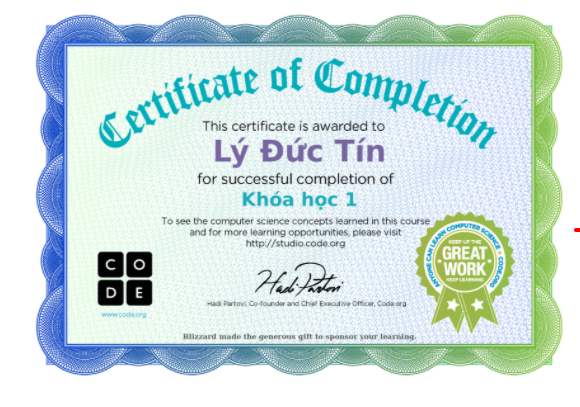 Certificate of Completion
This certificate is awarded to
Lý Đức Tín
for successful completion of
Khóa học 1
To see the computer science concepts learned in this course
and for more learning opportunities, please visit
http://studio.code.org
ANYONE CAN LEARN COMPUTER SCIENCE • CODE.ORG
KEEP UP THE
GREAT
WORK
KEEP LEARNING
C O
D E
www.code.org
Hadi Partovi
Hadi Partovi, Co-founder and Chief Executive Officer, Code.org
Blizzard made the generous gift to sponsor your learning.